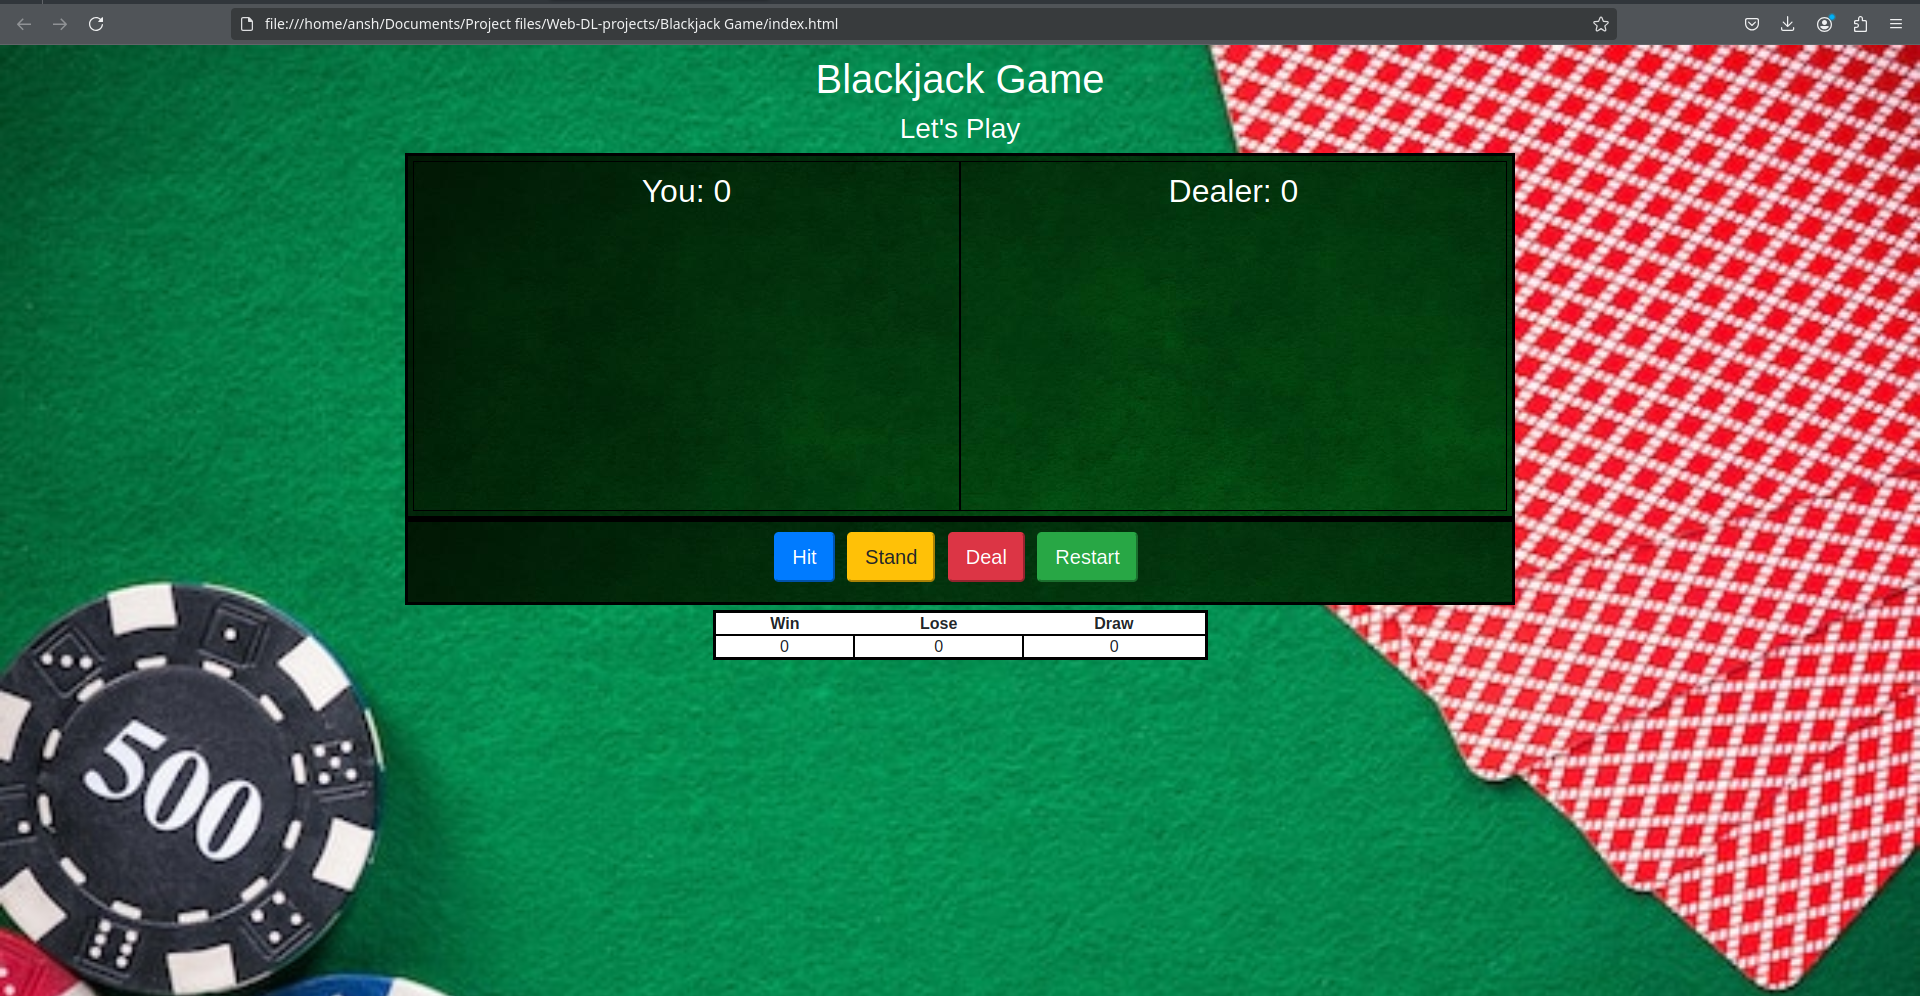 file:///home/ansh/Documents/Project files/Web-DL-projects/Blackjack Game/index.html
Blackjack Game
Let's Play
You: 0
Dealer: 0
Hit Stand Deal Restart
Win Lose Draw
0 0 0
500